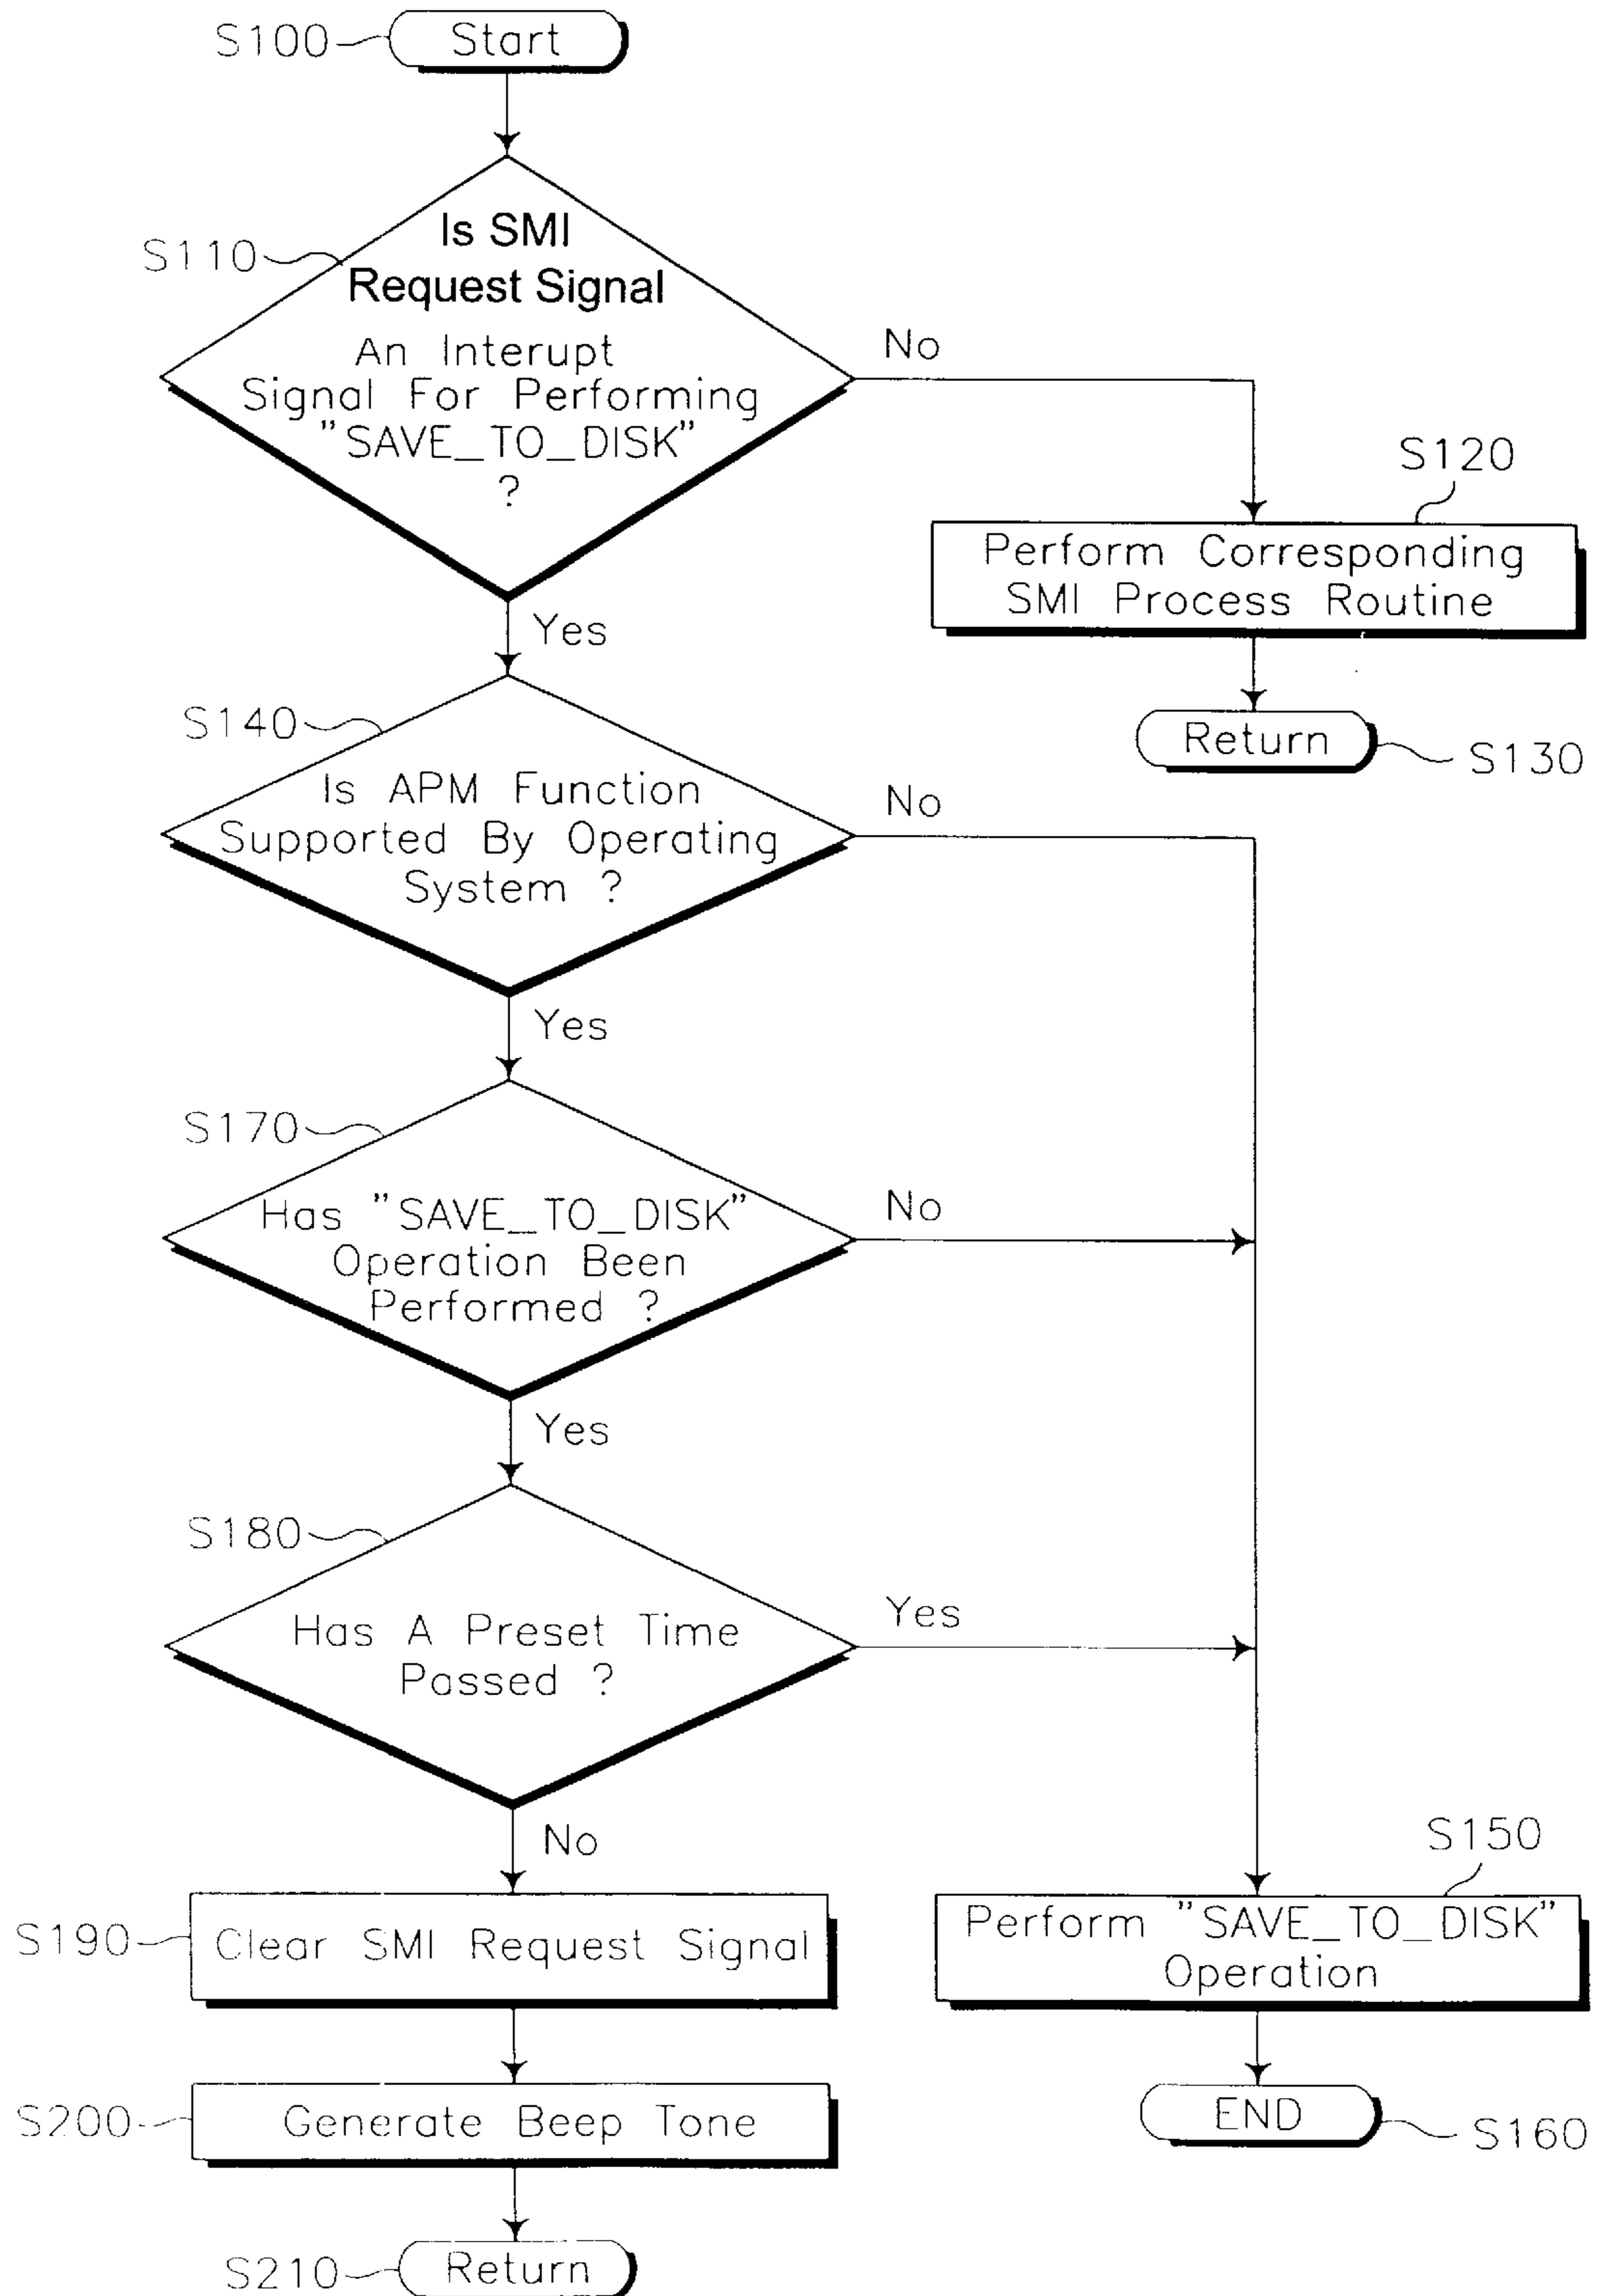 S100
Start
S110
Is SMI
Request Signal
An Interupt
Signal For Performing
"SAVE_TO_DISK"
?
No
Yes
S120
Perform Corresponding
SMI Process Routine
Return
S130
S140
Is APM Function
Supported By Operating
System ?
No
Yes
S170
Has "SAVE_TO_DISK"
Operation Been
Performed ?
No
Yes
S180
Has A Preset Time
Passed ?
Yes
No
S150
Perform "SAVE_TO_DISK"
Operation
S190
Clear SMI Request Signal
END
S160
S200
Generate Beep Tone
S210
Return